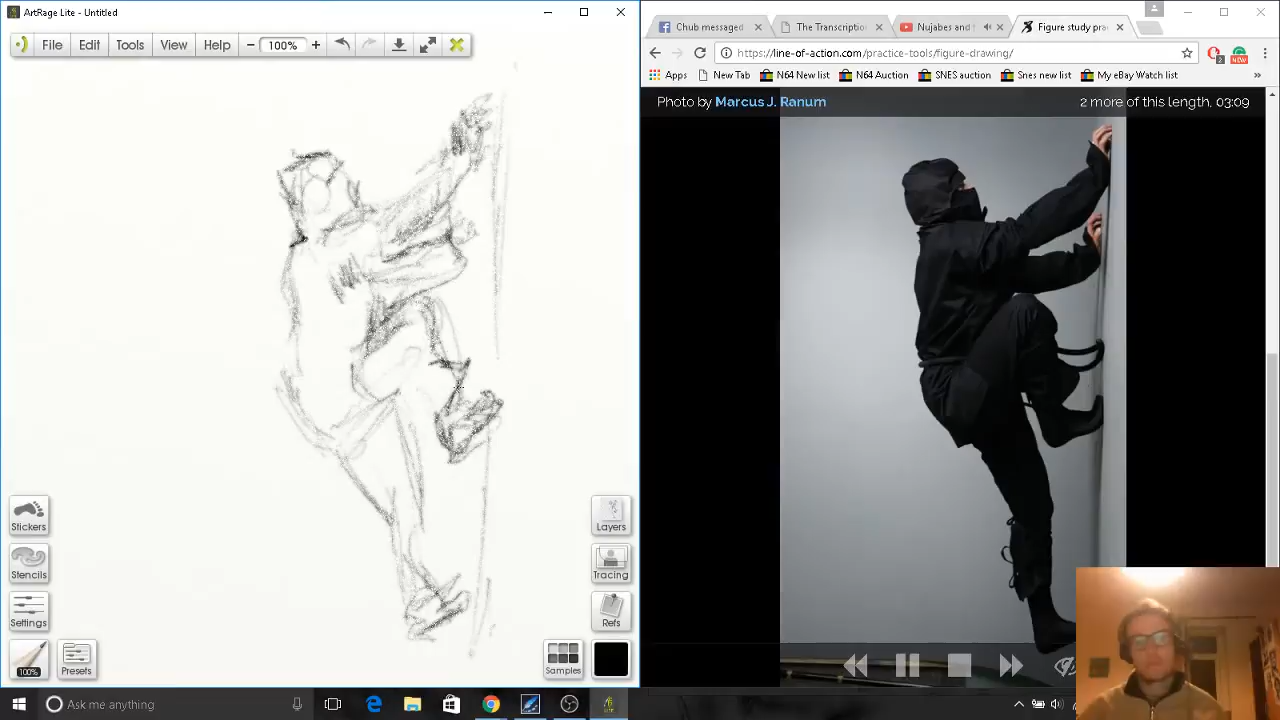 ArtRage Lite - Untitled
File Edit Tools View Help 100%
Stickers
Stencils
Settings
100%
Presets
Layers
Tracing
Refs
Samples
Ask me anything
Chub messaged
The Transcription
Nujabes and
Figure study pra
https://line-of-action.com/practice-tools/figure-drawing/
2 NEW
Apps New Tab N64 New list N64 Auction SNES auction Snes new list My eBay Watch list »
Photo by Marcus J. Ranum 2 more of this length, 03:09